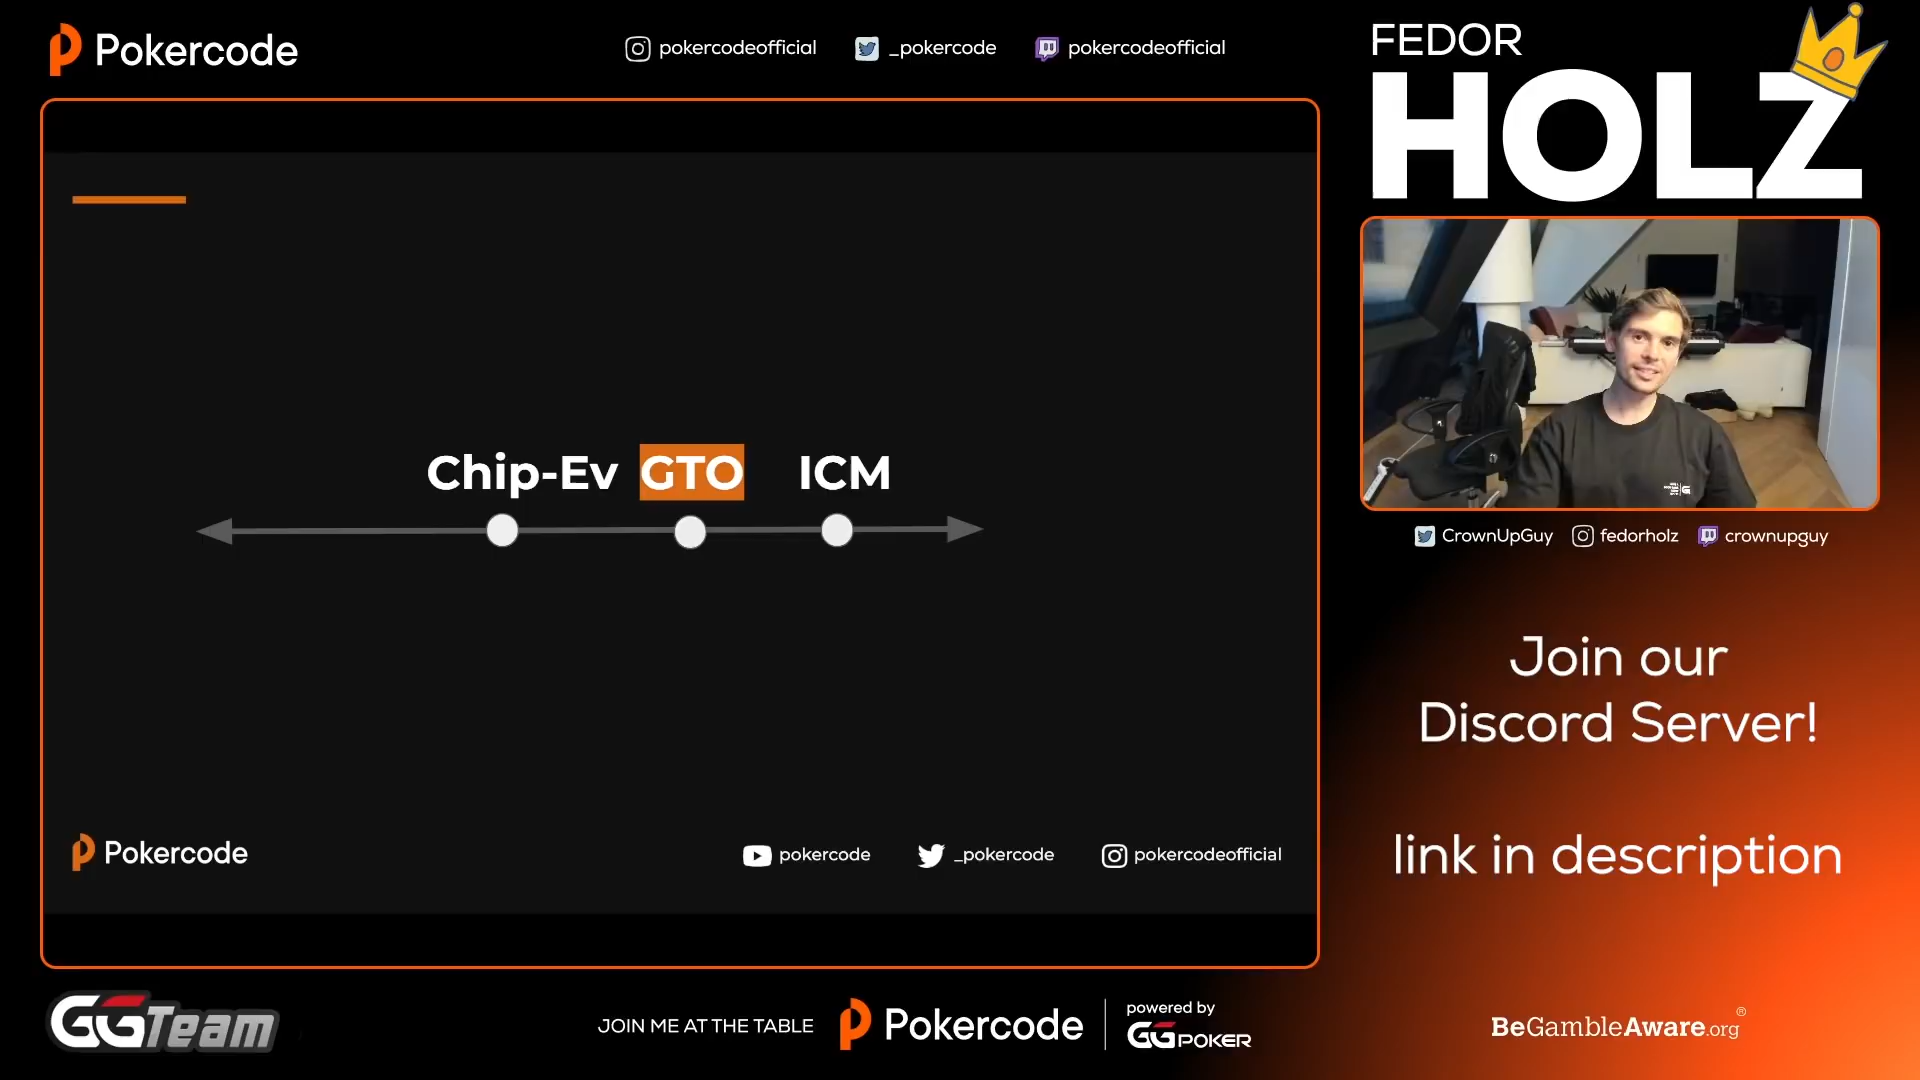 Pokercode
pokercodeofficial
_pokercode
pokercodeofficial
FEDOR
HOLZ
Chip-Ev GTO ICM
CrownUpGuy
fedorholz
crownupguy
Join our
Discord Server!
link in description
Pokercode
pokercode
_pokercode
pokercodeofficial
GGTeam
JOIN ME AT THE TABLE
Pokercode
powered by
GGPOKER
BeGambleAware.org®